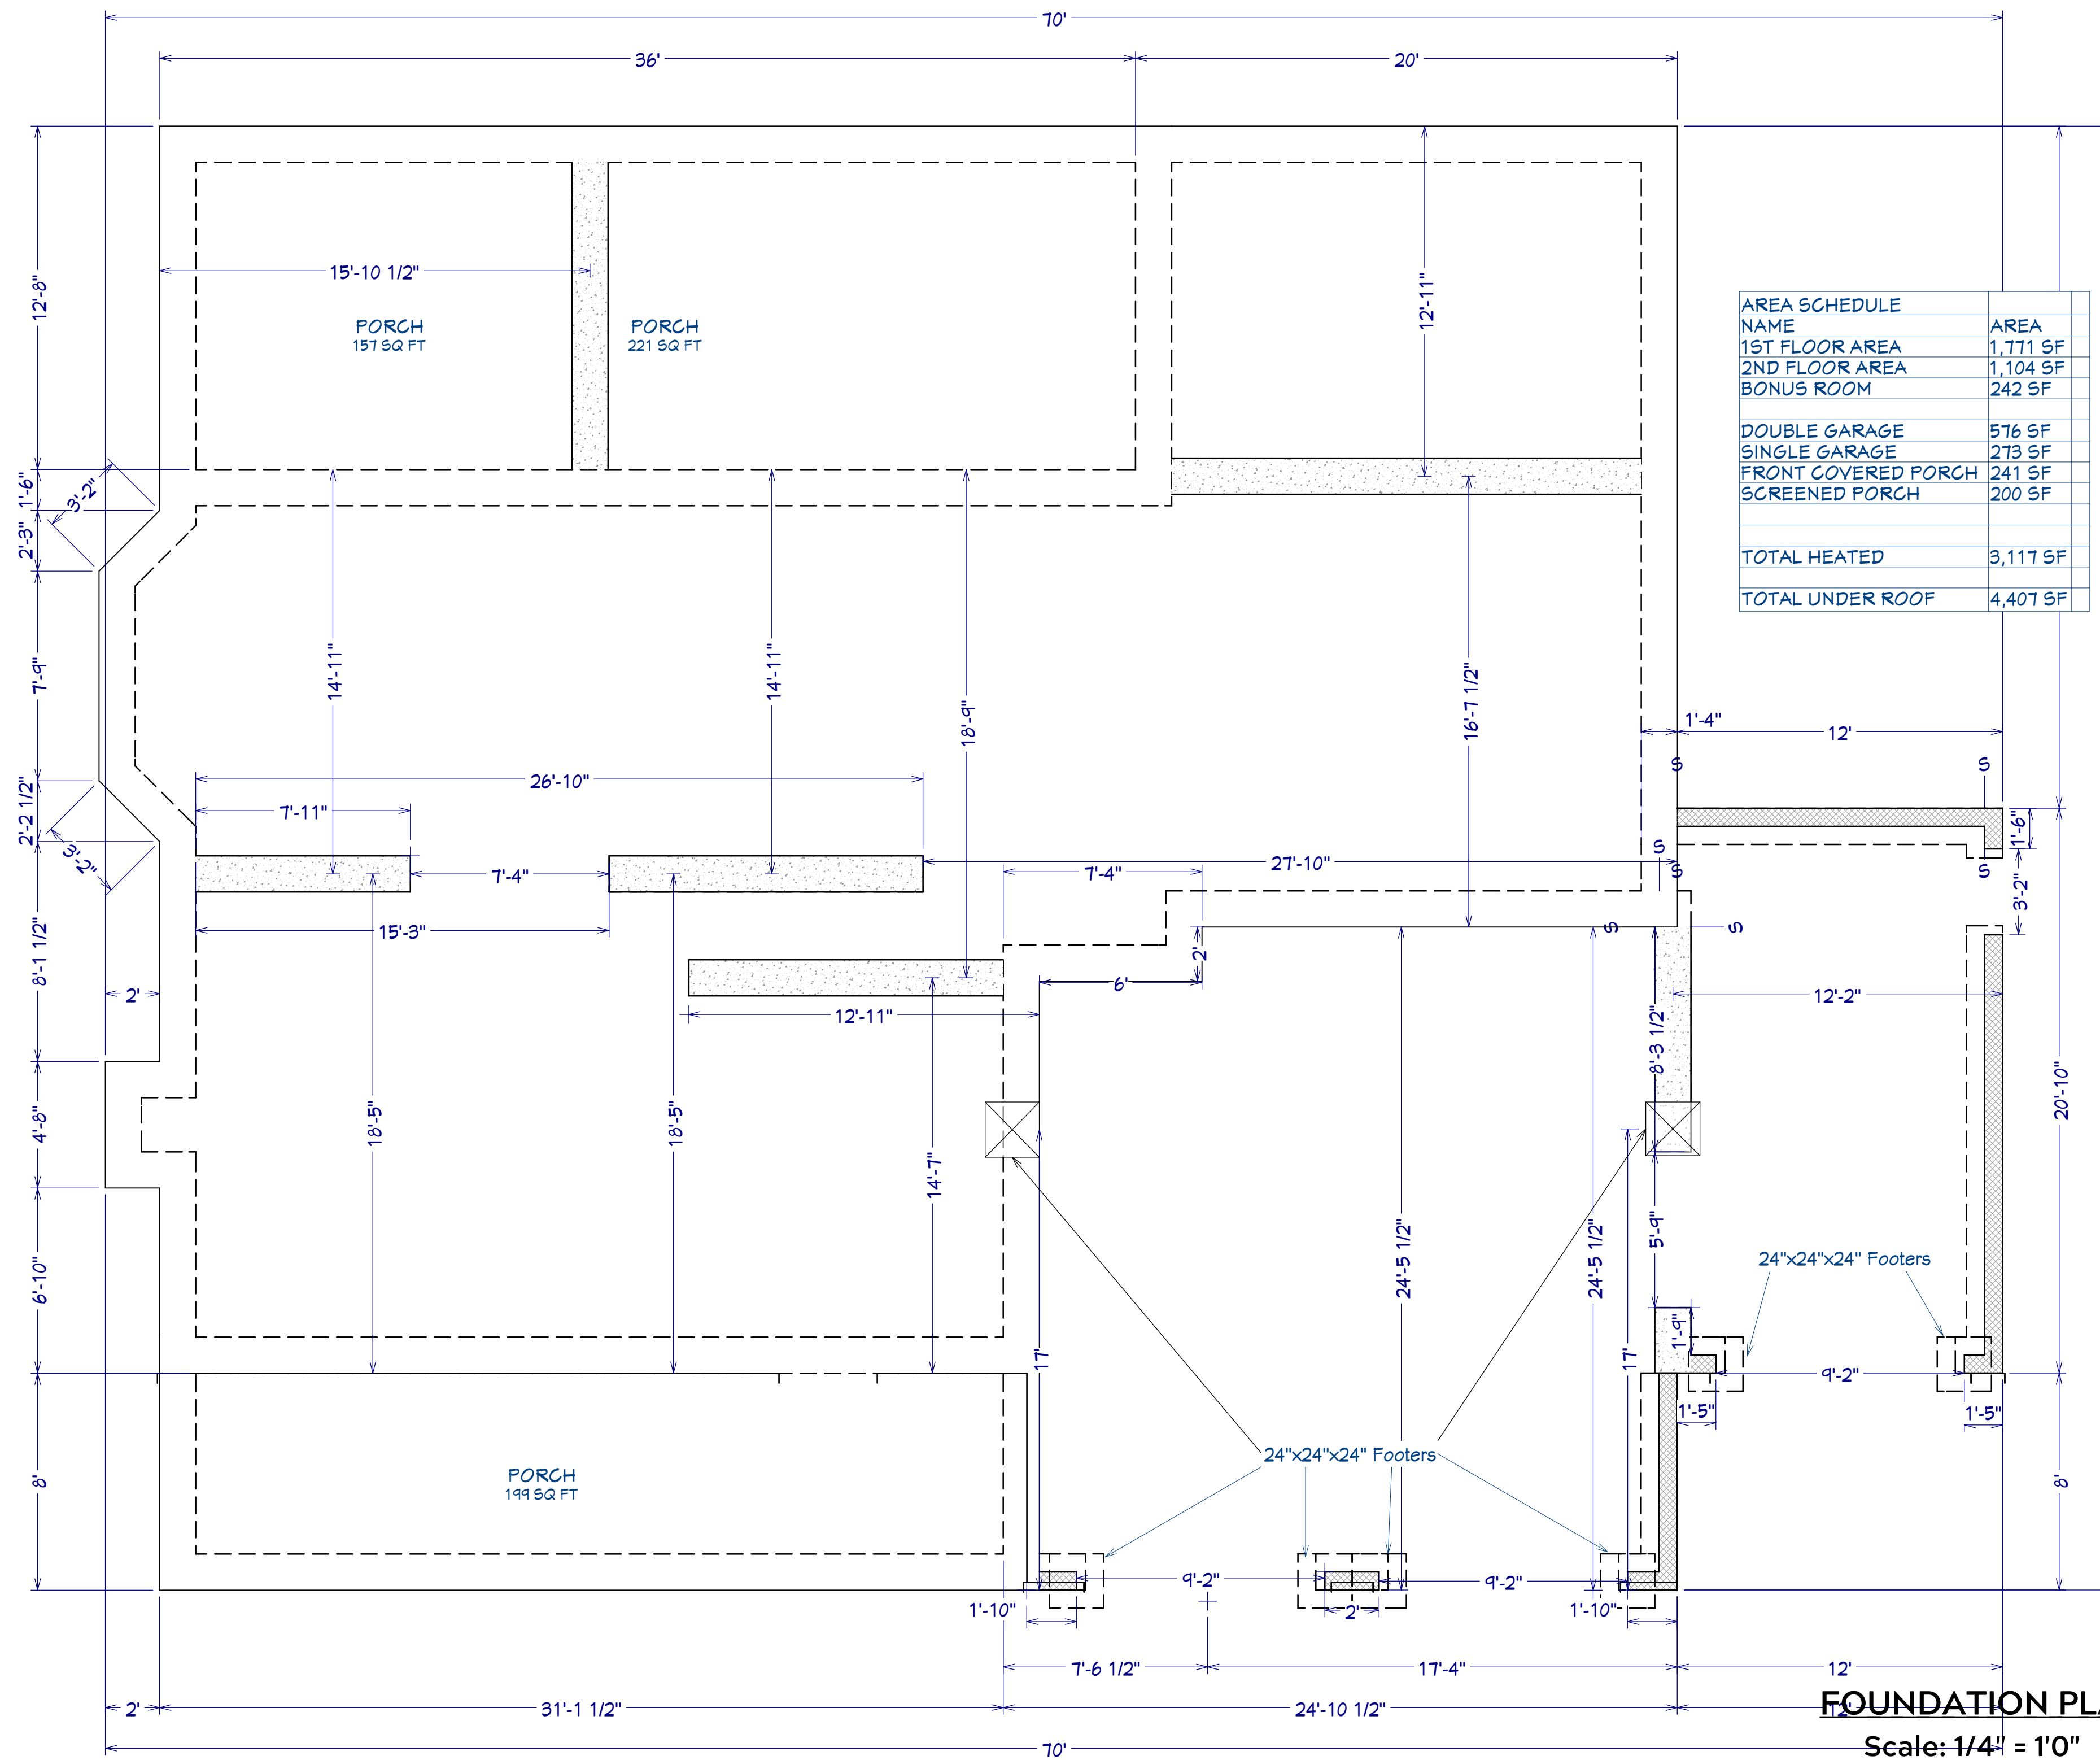 70'
36'
20'
12'-8"
15'-10 1/2"
12'-11"
PORCH
157 SQ FT
PORCH
221 SQ FT
AREA SCHEDULE
NAME AREA
1ST FLOOR AREA 1,771 SF
2ND FLOOR AREA 1,104 SF
BONUS ROOM 242 SF
DOUBLE GARAGE 576 SF
SINGLE GARAGE 273 SF
FRONT COVERED PORCH 241 SF
SCREENED PORCH 200 SF
TOTAL HEATED 3,117 SF
TOTAL UNDER ROOF 4,407 SF
1'-6"
3'-2"
2'-3"
14'-11"
14'-11"
18'-9"
16'-7 1/2"
7'-9"
1'-4"
12'
S
S
26'-10"
7'-11"
2'-2 1/2"
3'-2"
1'-6"
S
27'-10"
7'-4"
7'-4"
S
S
3'-2"
15'-3"
8'-1 1/2"
2'
S
S
6'
2'
12'-2"
12'-11"
8'-3 1/2"
20'-10"
4'-8"
18'-5"
18'-5"
14'-7"
5'-9"
24'-5 1/2"
24'-5 1/2"
24"x24"x24" Footers
6'-10"
1'-9"
17'
17'
9'-2"
1'-5"
1'-5"
24"x24"x24" Footers
PORCH
199 SQ FT
8'
8'
9'-2"
9'-2"
1'-10"
2'
1'-10"
7'-6 1/2"
17'-4"
12'
2'
31'-1 1/2"
24'-10 1/2"
12'
FOUNDATION PLA
70'
Scale: 1/4" = 1'0"